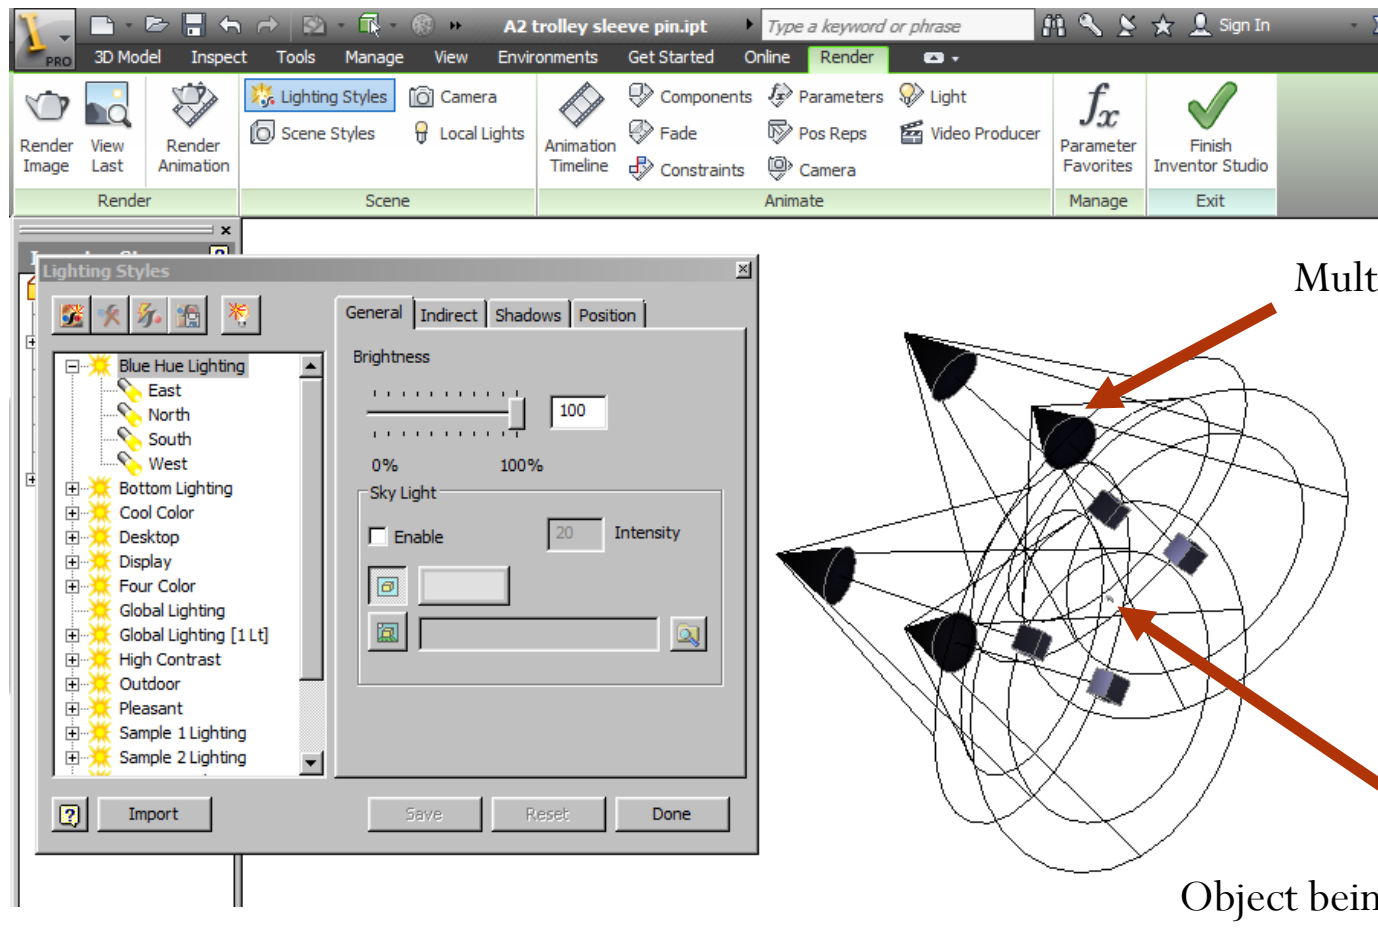 A2 trolley sleeve pin.ipt
Type a keyword or phrase
Sign In
PRO
3D Model Inspect Tools Manage View Environments Get Started Online Render
Render Image
View Last
Render Animation
Render
Lighting Styles
Camera
Scene Styles
Local Lights
Scene
Animation Timeline
Components
Parameters
Light
Fade
Pos Reps
Video Producer
Constraints
Camera
Animate
fx
Parameter Favorites
Manage
Finish Inventor Studio
Exit
Lighting Styles
General Indirect Shadows Position
Blue Hue Lighting
East
North
South
West
Bottom Lighting
Cool Color
Desktop
Display
Four Color
Global Lighting
Global Lighting [1 Lt]
High Contrast
Outdoor
Pleasant
Sample 1 Lighting
Sample 2 Lighting
Brightness
100
0% 100%
Sky Light
Enable
20 Intensity
Import
Save Reset Done
Mult
Object bein